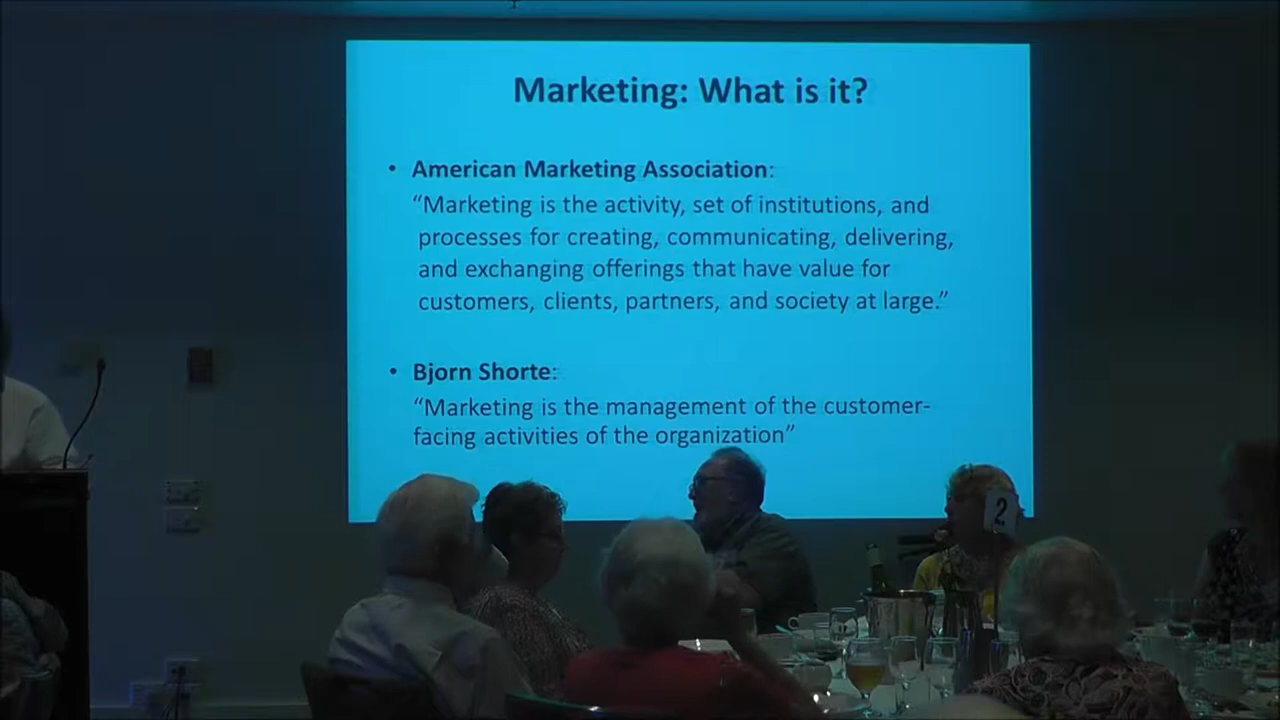 Marketing: What is it?
• American Marketing Association:
“Marketing is the activity, set of institutions, and
processes for creating, communicating, delivering,
and exchanging offerings that have value for
customers, clients, partners, and society at large.”
• Bjorn Shorte:
“Marketing is the management of the customer-
facing activities of the organization”
2